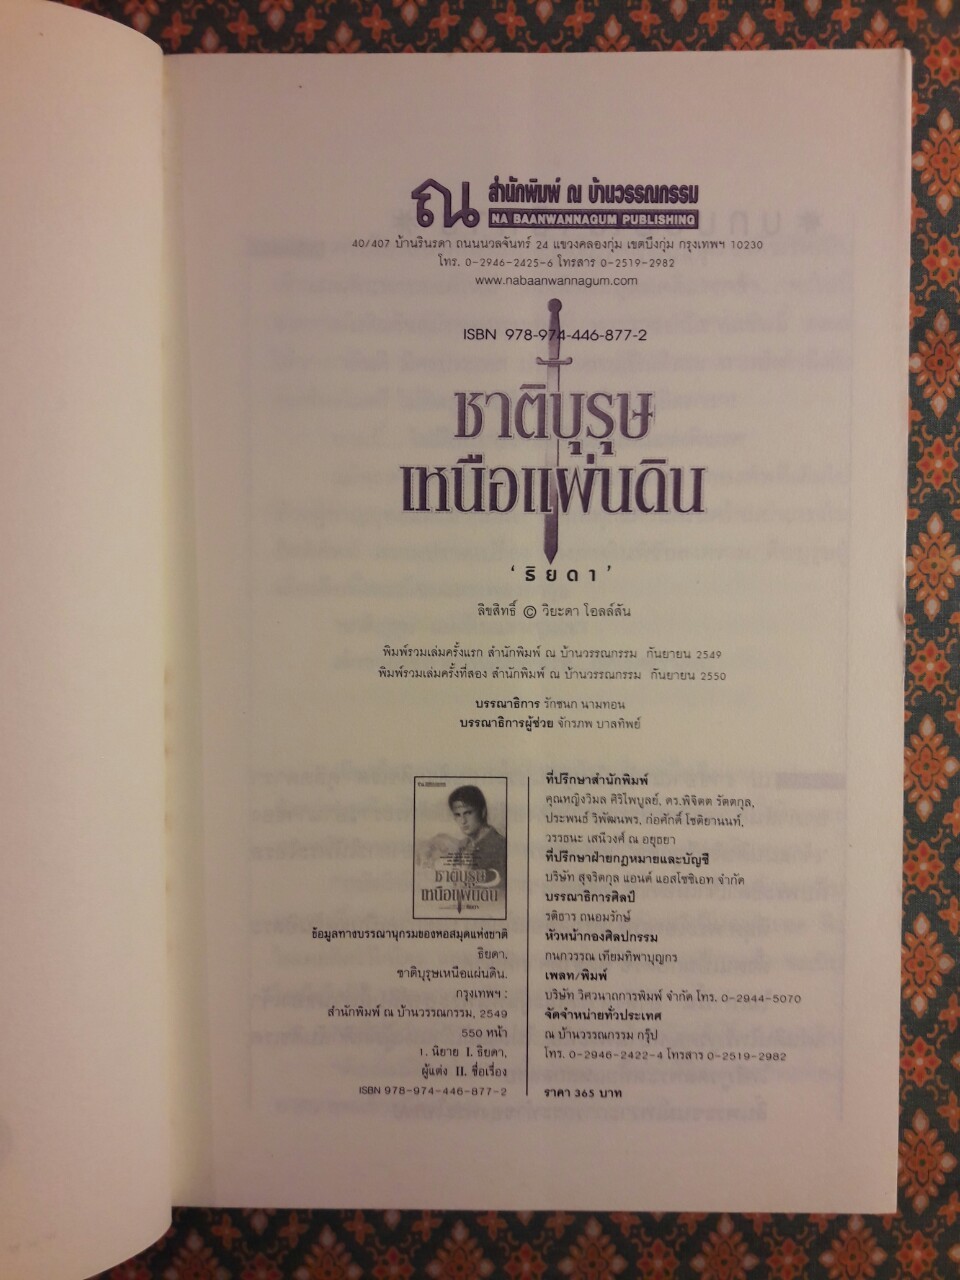 ณ
สำนักพิมพ์ ณ บ้านวรรณกรรม
NA BAANWANNAGUM PUBLISHING
40/407 บ้านรินรดา ถนนนวลจันทร์ 24 แขวงคลองกุ่ม เขตบึงกุ่ม กรุงเทพฯ 10230
โทร. 0-2946-2425-6 โทรสาร 0-2519-2982
www.nabaanwannagum.com
ISBN 978-974-446-877-2
ชาติบุรุษ
เหนือแผ่นดิน
'ริยดา'
ลิขสิทธิ์ © วิยะดา โอลล์สัน
พิมพ์รวมเล่มครั้งแรก สำนักพิมพ์ ณ บ้านวรรณกรรม กันยายน 2549
พิมพ์รวมเล่มครั้งที่สอง สำนักพิมพ์ ณ บ้านวรรณกรรม กันยายน 2550
บรรณาธิการ รักชนก นามทอน
บรรณาธิการผู้ช่วย จักรภพ บาลทิพย์
ชาติบุรุษ
เหนือแผ่นดิน
ข้อมูลทางบรรณานุกรมของหอสมุดแห่งชาติ
ธิยดา.
ชาติบุรุษเหนือแผ่นดิน.
กรุงเทพฯ :
สำนักพิมพ์ ณ บ้านวรรณกรรม, 2549
550 หน้า
1. นิยาย I. ธิยดา,
ผู้แต่ง II. ชื่อเรื่อง
ISBN 978-974-446-877-2
ที่ปรึกษาสำนักพิมพ์
คุณหญิงวิมล ศิริไพบูลย์, ดร.พิจิตต รัตตกุล,
ประพนธ์ วิพัฒนพร, ก่อศักดิ์ โชติยานนท์,
วรรธนะ เสนีวงศ์ ณ อยุธยา
ที่ปรึกษาฝ่ายกฎหมายและบัญชี
บริษัท สุจริตกุล แอนด์ แอสโซซิเอท จำกัด
บรรณาธิการศิลป์
รติธาร ถนอมรักษ์
หัวหน้ากองศิลปกรรม
กนกวรรณ เทียมทิพาบุญกร
เพลท/พิมพ์
บริษัท วิศวนาถการพิมพ์ จำกัด โทร. 0-2944-5070
จัดจำหน่ายทั่วประเทศ
ณ บ้านวรรณกรรม กรุ๊ป
โทร. 0-2946-2422-4 โทรสาร 0-2519-2982
ราคา 365 บาท